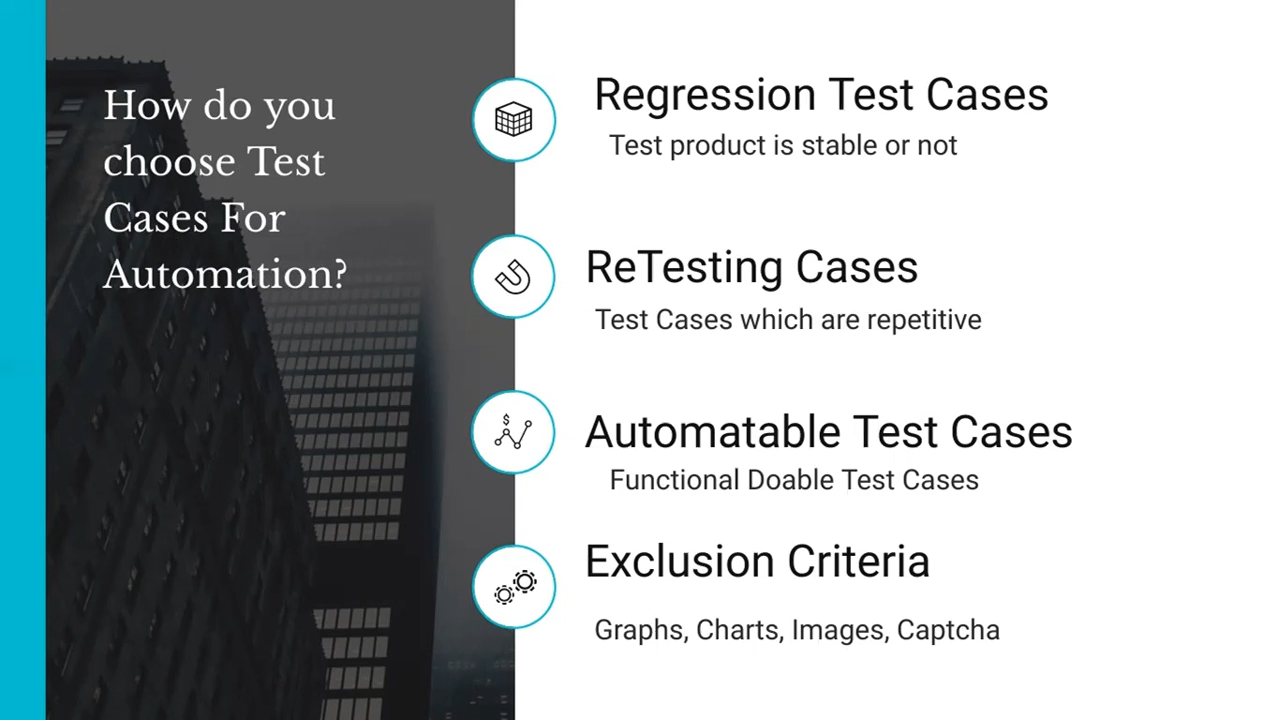 How do you
choose Test
Cases For
Automation?
Regression Test Cases
Test product is stable or not
ReTesting Cases
Test Cases which are repetitive
$
Automatable Test Cases
Functional Doable Test Cases
Exclusion Criteria
Graphs, Charts, Images, Captcha